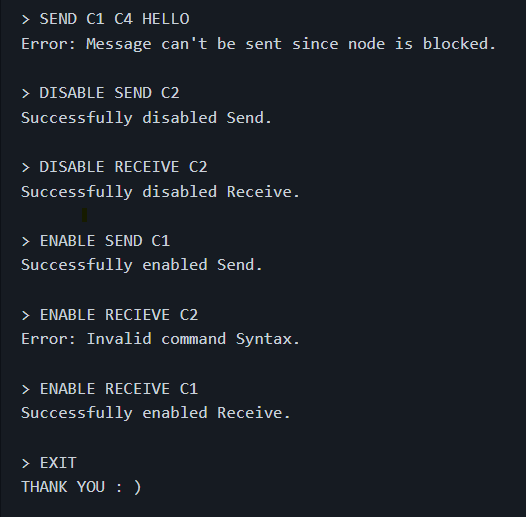 > SEND C1 C4 HELLO
Error: Message can't be sent since node is blocked.
> DISABLE SEND C2
Successfully disabled Send.
> DISABLE RECEIVE C2
Successfully disabled Receive.
> ENABLE SEND C1
Successfully enabled Send.
> ENABLE RECIEVE C2
Error: Invalid command Syntax.
> ENABLE RECEIVE C1
Successfully enabled Receive.
> EXIT
THANK YOU : )